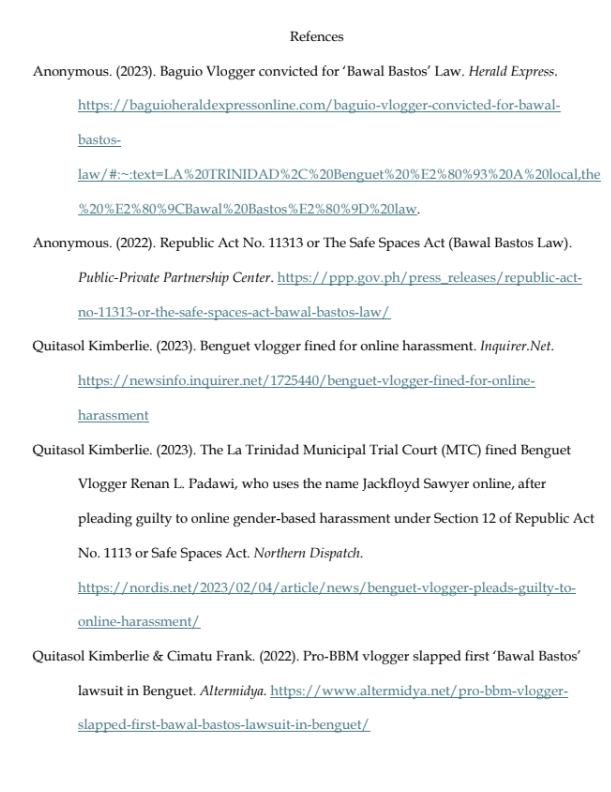 Refences
Anonymous. (2023). Baguio Vlogger convicted for ‘Bawal Bastos’ Law. Herald Express.
https://baguioheraldexpressonline.com/baguio-vlogger-convicted-for-bawal-
bastos-
law/#:~:text=LA%20TRINIDAD%2C%20Benguet%20%E2%80%93%20A%20local,the
%20%E2%80%9CBawal%20Bastos%E2%80%9D%20law.
Anonymous. (2022). Republic Act No. 11313 or The Safe Spaces Act (Bawal Bastos Law).
Public-Private Partnership Center. https://ppp.gov.ph/press_releases/republic-act-
no-11313-or-the-safe-spaces-act-bawal-bastos-law/
Quitasol Kimberlie. (2023). Benguet vlogger fined for online harassment. Inquirer.Net.
https://newsinfo.inquirer.net/1725440/benguet-vlogger-fined-for-online-
harassment
Quitasol Kimberlie. (2023). The La Trinidad Municipal Trial Court (MTC) fined Benguet
Vlogger Renan L. Padawi, who uses the name Jackfloyd Sawyer online, after
pleading guilty to online gender-based harassment under Section 12 of Republic Act
No. 1113 or Safe Spaces Act. Northern Dispatch.
https://nordis.net/2023/02/04/article/news/benguet-vlogger-pleads-guilty-to-
online-harassment/
Quitasol Kimberlie & Cimatu Frank. (2022). Pro-BBM vlogger slapped first ‘Bawal Bastos’
lawsuit in Benguet. Altermidya. https://www.altermidya.net/pro-bbm-vlogger-
slapped-first-bawal-bastos-lawsuit-in-benguet/